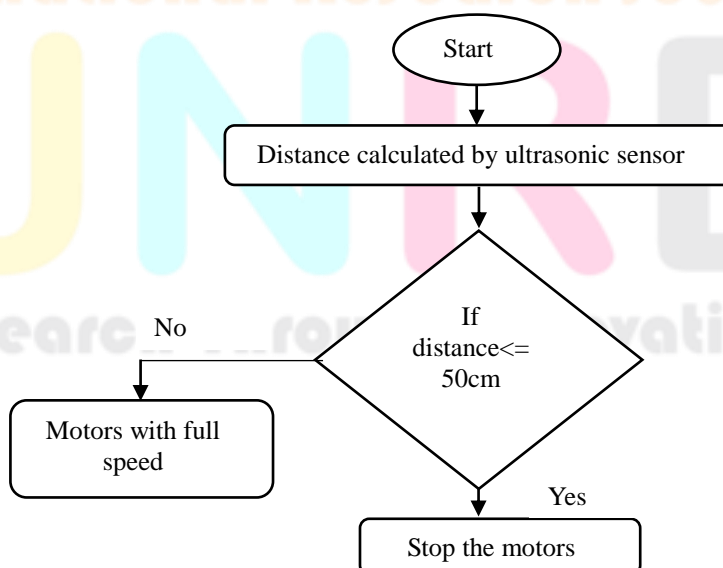 Start
Distance calculated by ultrasonic sensor
If
distance<=
50cm
No
Motors with full
speed
Yes
Stop the motors